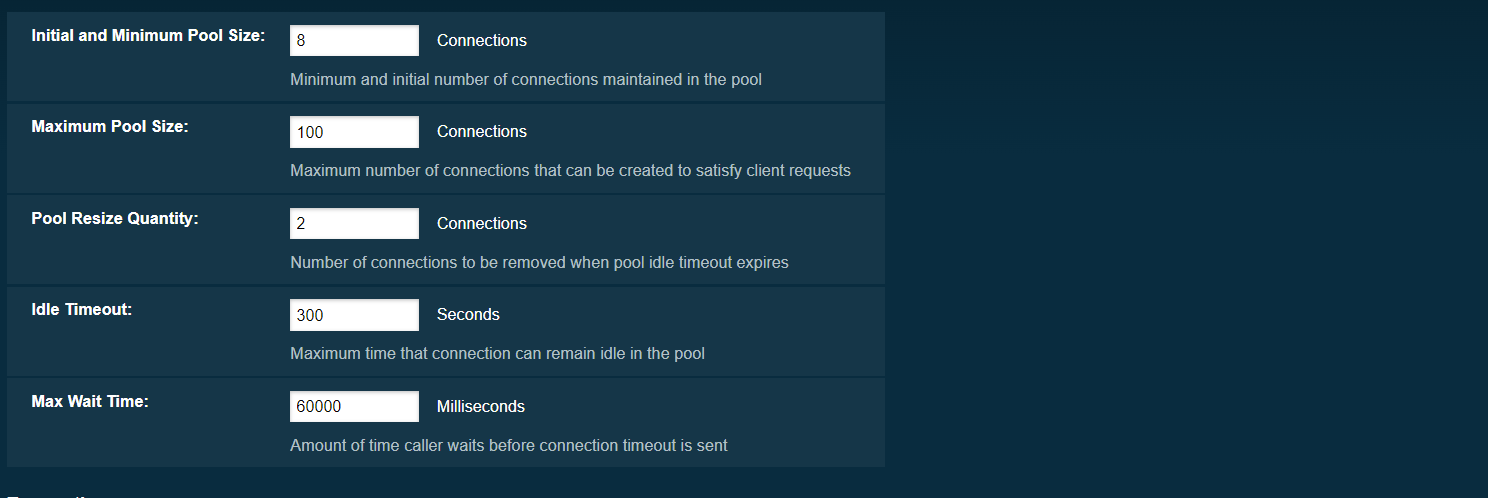 Initial and Minimum Pool Size: 8 Connections
Minimum and initial number of connections maintained in the pool
Maximum Pool Size: 100 Connections
Maximum number of connections that can be created to satisfy client requests
Pool Resize Quantity: 2 Connections
Number of connections to be removed when pool idle timeout expires
Idle Timeout: 300 Seconds
Maximum time that connection can remain idle in the pool
Max Wait Time: 60000 Milliseconds
Amount of time caller waits before connection timeout is sent